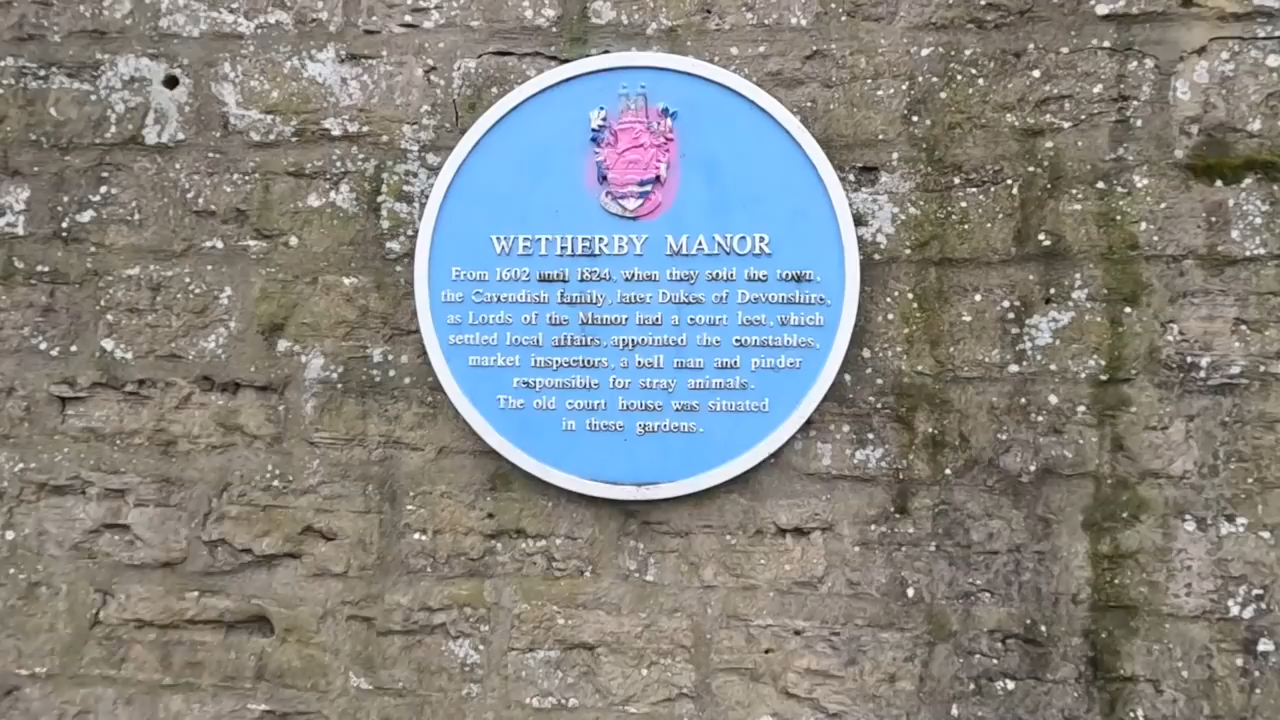 WETHERBY MANOR
From 1602 until 1824, when they sold the town,
the Cavendish family, later Dukes of Devonshire,
as Lords of the Manor had a court leet, which
settled local affairs, appointed the constables,
market inspectors, a bell man and pinder
responsible for stray animals.
The old court house was situated
in these gardens.